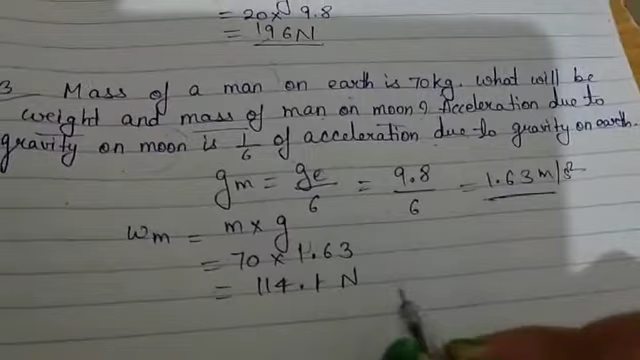 = 20 × 9.8
= 196N
3 Mass of a man on earth is 70kg. what will be
weight and mass of man on moon? Acceleration due to
gravity on moon is 1/6 of acceleration due to gravity on earth.
gm = ge/6 = 9.8/6 = 1.63 m/s²
wm = m × g
= 70 × 1.63
= 114.1 N